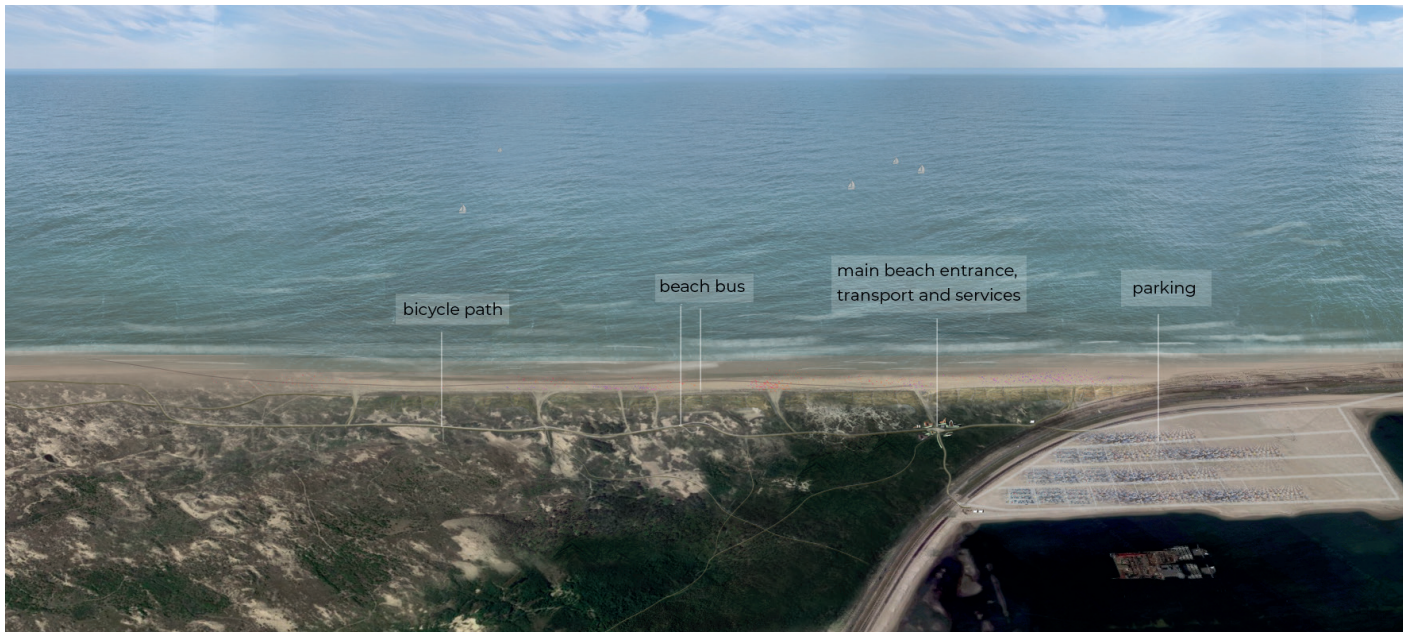 bicycle path
beach bus
main beach entrance,
transport and services
parking